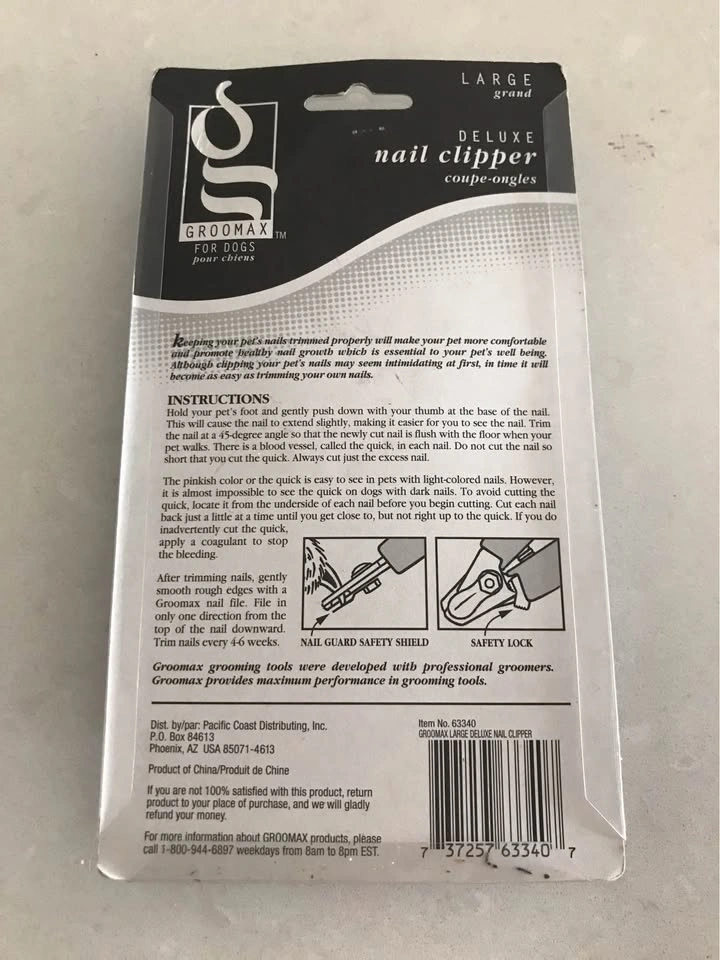 LARGE
grand
DELUXE
nail clipper
coupe-ongles
g
GROOMAX TM
FOR DOGS
pour chiens
Keeping your pet's nails trimmed properly will make your pet more comfortable
and promote healthy nail growth which is essential to your pet's well being.
Although clipping your pet's nails may seem intimidating at first, in time it will
become as easy as trimming your own nails.
INSTRUCTIONS
Hold your pet's foot and gently push down with your thumb at the base of the nail.
This will cause the nail to extend slightly, making it easier for you to see the nail. Trim
the nail at a 45-degree angle so that the newly cut nail is flush with the floor when your
pet walks. There is a blood vessel, called the quick, in each nail. Do not cut the nail so
short that you cut the quick. Always cut just the excess nail.
The pinkish color or the quick is easy to see in pets with light-colored nails. However,
it is almost impossible to see the quick on dogs with dark nails. To avoid cutting the
quick, locate it from the underside of each nail before you begin cutting. Cut each nail
back just a little at a time until you get close to, but not right up to the quick. If you do
inadvertently cut the quick,
apply a coagulant to stop
the bleeding.
After trimming nails, gently
smooth rough edges with a
Groomax nail file. File in
only one direction from the
top of the nail downward.
Trim nails every 4-6 weeks.
NAIL GUARD SAFETY SHIELD
SAFETY LOCK
Groomax grooming tools were developed with professional groomers.
Groomax provides maximum performance in grooming tools.
Dist. by/par: Pacific Coast Distributing, Inc.
P.O. Box 84613
Phoenix, AZ USA 85071-4613
Product of China/Produit de Chine
If you are not 100% satisfied with this product, return
product to your place of purchase, and we will gladly
refund your money.
For more information about GROOMAX products, please
call 1-800-944-6897 weekdays from 8am to 8pm EST.
Item No. 63340
GROOMAX LARGE DELUXE NAIL CLIPPER
7 37257 63340 7